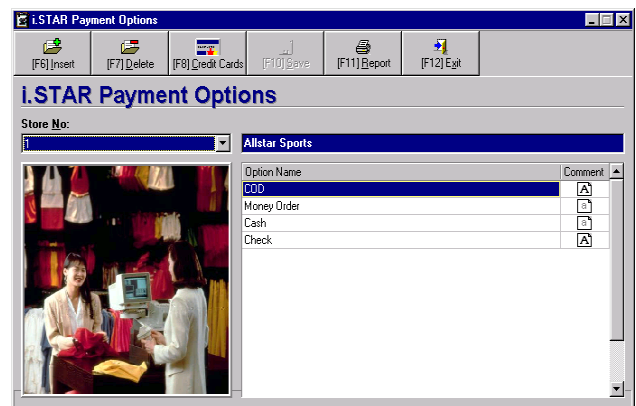 i.STAR Payment Options
[F6] Insert [F7] Delete [F8] Credit Cards [F10] Save [F11] Report [F12] Exit
i.STAR Payment Options
Store No:
1 Allstar Sports
Option Name Comment
COD A
Money Order a
Cash a
Check A